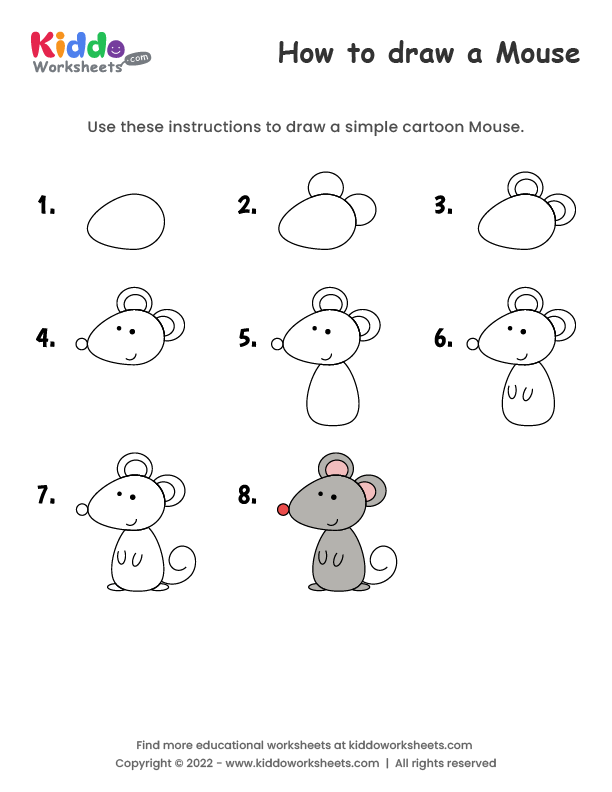 Kiddo
Worksheets .com
How to draw a Mouse
Use these instructions to draw a simple cartoon Mouse.
1.
2.
3.
4.
5.
6.
7.
8.
Find more educational worksheets at kiddoworksheets.com
Copyright © 2022 - www.kiddoworksheets.com | All rights reserved